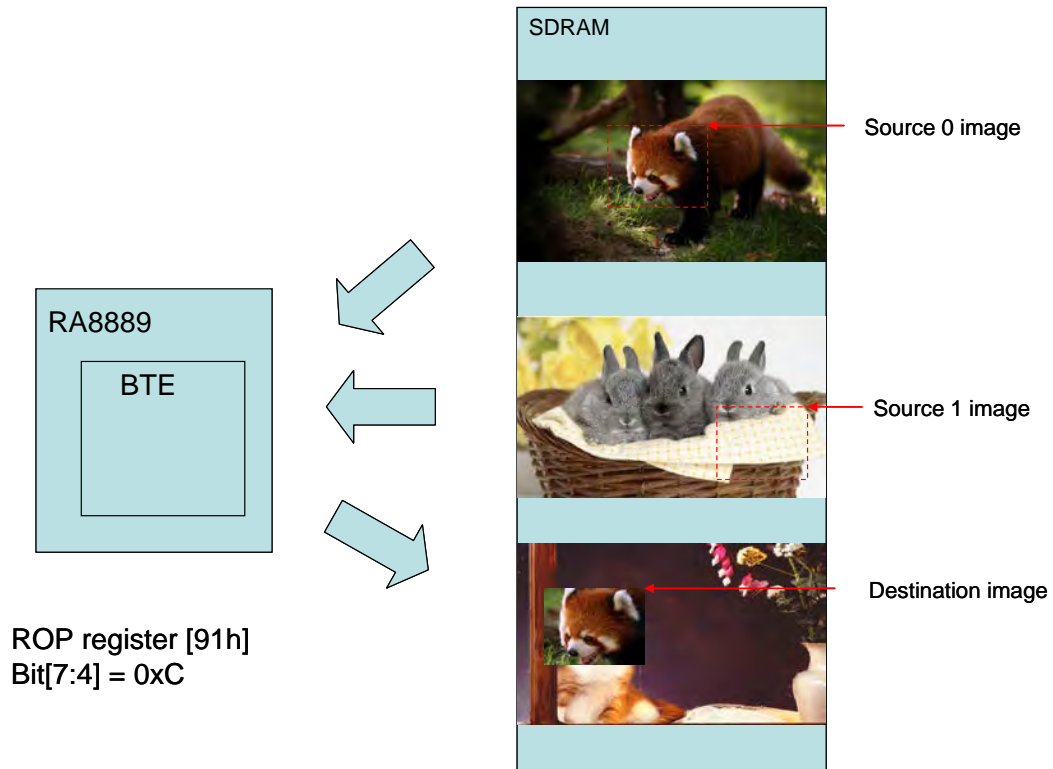 SDRAM
Source 0 image
RA8889
BTE
Source 1 image
Destination image
ROP register [91h]
Bit[7:4] = 0xC